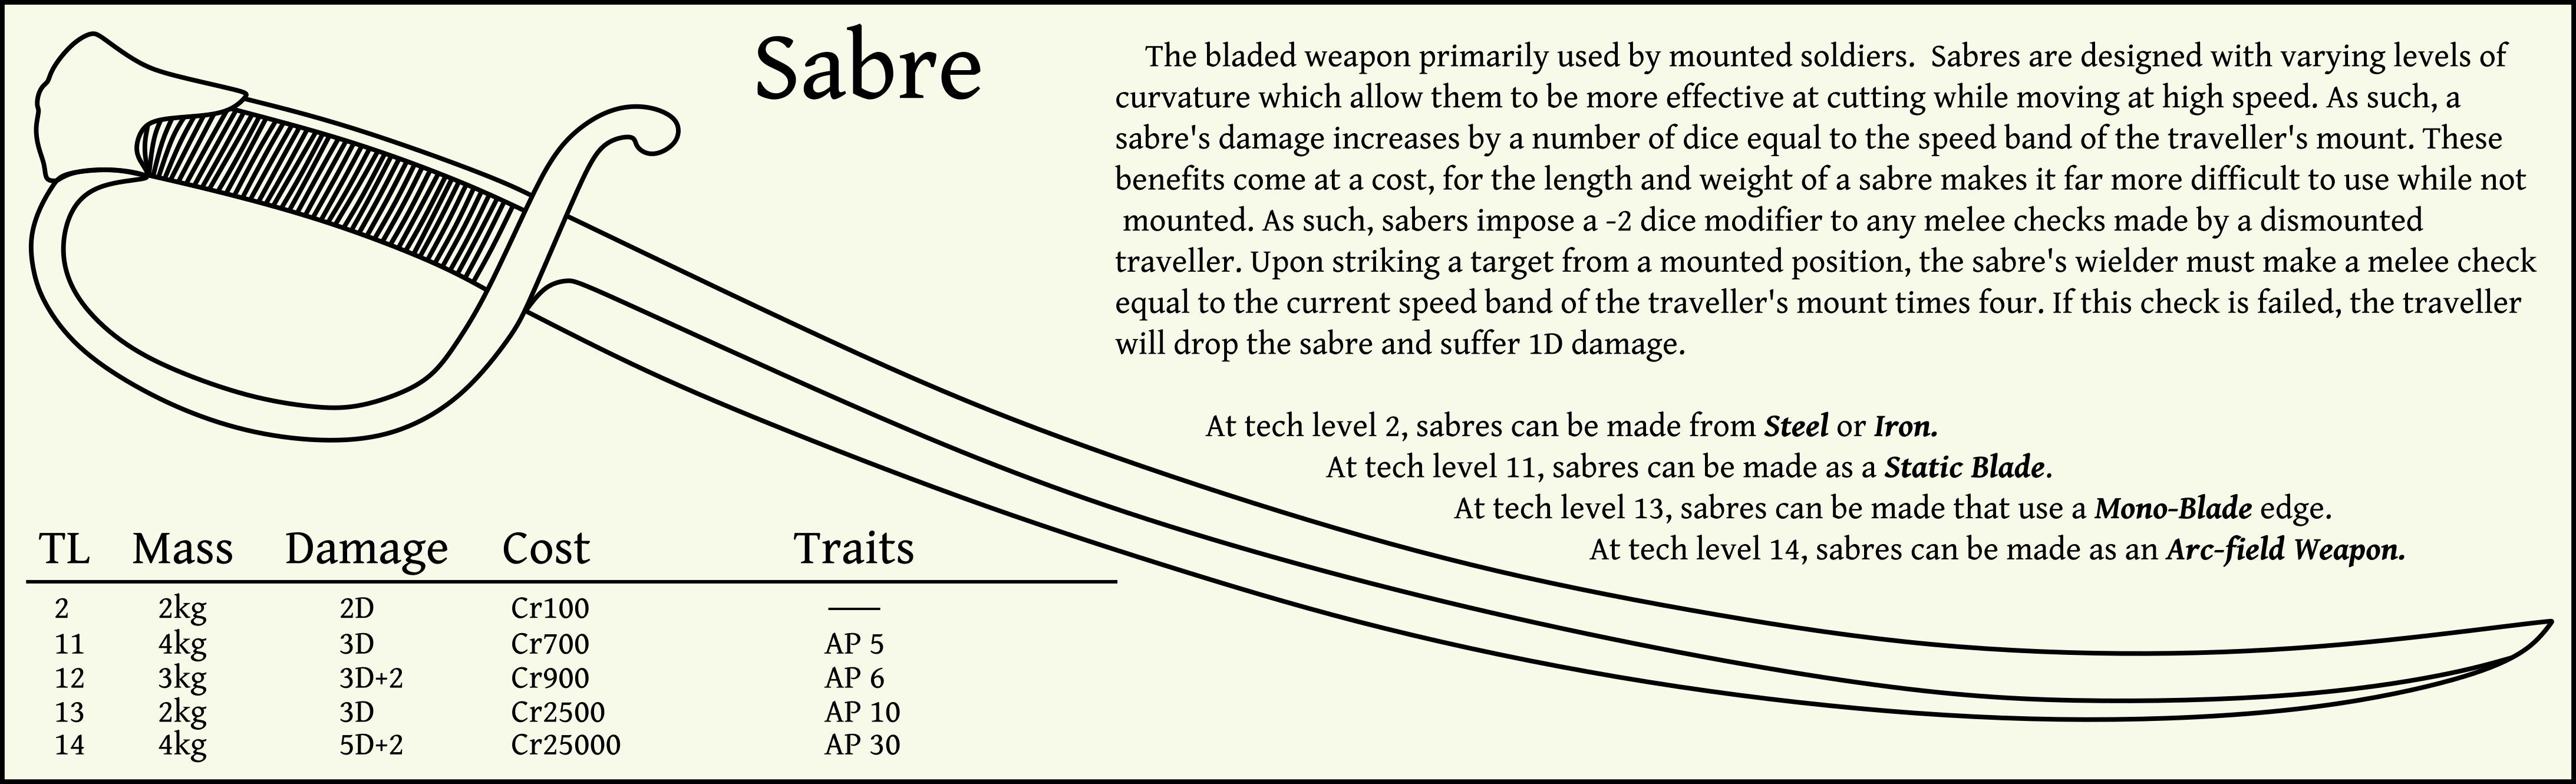 Sabre
The bladed weapon primarily used by mounted soldiers.  Sabres are designed with varying levels of
curvature which allow them to be more effective at cutting while moving at high speed. As such, a
sabre's damage increases by a number of dice equal to the speed band of the traveller's mount. These
benefits come at a cost, for the length and weight of a sabre makes it far more difficult to use while not
mounted. As such, sabers impose a -2 dice modifier to any melee checks made by a dismounted
traveller. Upon striking a target from a mounted position, the sabre's wielder must make a melee check
equal to the current speed band of the traveller's mount times four. If this check is failed, the traveller
will drop the sabre and suffer 1D damage.
At tech level 2, sabres can be made from Steel or Iron.
At tech level 11, sabres can be made as a Static Blade.
At tech level 13, sabres can be made that use a Mono-Blade edge.
At tech level 14, sabres can be made as an Arc-field Weapon.
TL Mass Damage Cost Traits
2 2kg 2D Cr100 —
11 4kg 3D Cr700 AP 5
12 3kg 3D+2 Cr900 AP 6
13 2kg 3D Cr2500 AP 10
14 4kg 5D+2 Cr25000 AP 30